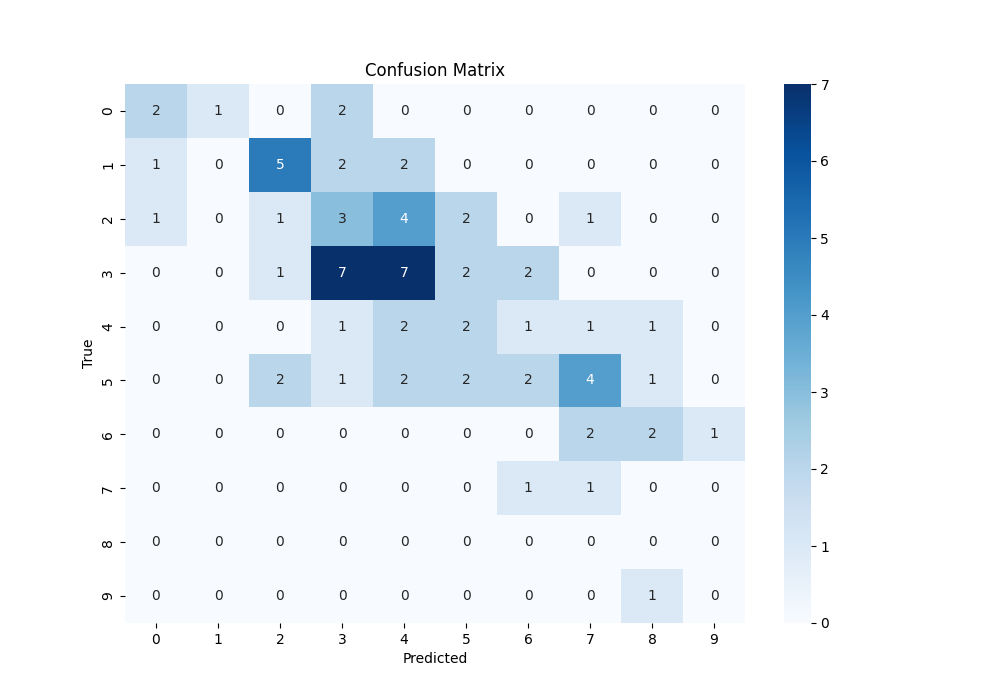 Confusion Matrix
0 2 1 0 2 0 0 0 0 0 0 7
1 1 0 5 2 2 0 0 0 0 0 6
2 1 0 1 3 4 2 0 1 0 0 5
3 0 0 1 7 7 2 2 0 0 0 4
4 0 0 0 1 2 2 1 1 1 0 3
True
5 0 0 2 1 2 2 2 4 1 0
6 0 0 0 0 0 0 0 2 2 1 2
7 0 0 0 0 0 0 1 1 0 0
8 0 0 0 0 0 0 0 0 0 0 1
9 0 0 0 0 0 0 0 0 1 0 0
0 1 2 3 4 5 6 7 8 9
Predicted